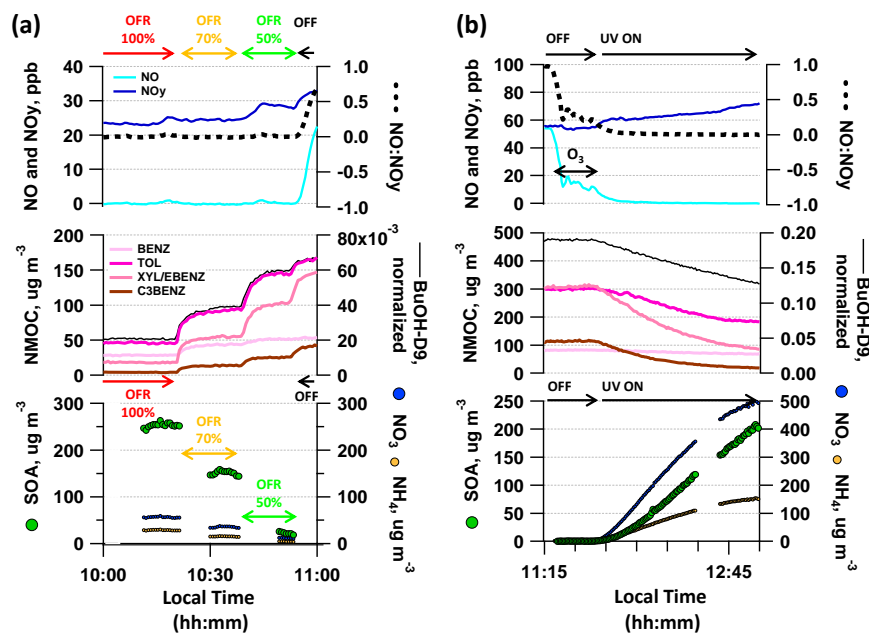 (a)
OFR 100%
OFR 70%
OFR 50%
OFF
NO and NOy, ppb
40
30
20
10
0
NO
NOy
1.0
0.5
0.0
-0.5
-1.0
NO:NOy
NMOC, ug m-3
200
150
100
50
0
BENZ
TOL
XYL/EBENZ
C3BENZ
80x10-3
60
40
20
0
BuOH-D9, normalized
OFR 100%
OFF
OFR 70%
OFR 50%
SOA, ug m-3
300
250
200
150
100
50
0
300
250
200
150
100
50
0
NO3
NH4, ug m-3
10:00
10:30
11:00
Local Time
(hh:mm)
(b)
OFF
UV ON
NO and NOy, ppb
100
80
60
40
20
0
O3
1.0
0.5
0.0
-0.5
-1.0
NO:NOy
NMOC, ug m-3
500
400
300
200
100
0
0.20
0.15
0.10
0.05
0.00
BuOH-D9, normalized
OFF
UV ON
SOA, ug m-3
250
200
150
100
50
0
500
400
300
200
100
0
NO3
NH4, ug m-3
11:15
12:45
Local Time
(hh:mm)